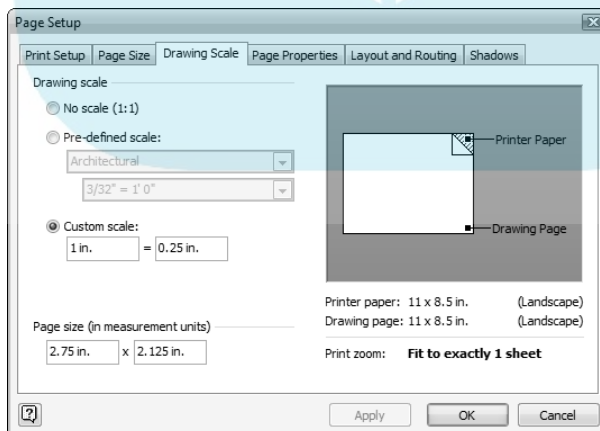 Page Setup
Print Setup Page Size Drawing Scale Page Properties Layout and Routing Shadows
Drawing scale
No scale (1:1)
Pre-defined scale:
Architectural
3/32" = 1' 0"
Custom scale:
1 in. = 0.25 in.
Page size (in measurement units)
2.75 in. x 2.125 in.
Printer Paper
Drawing Page
Printer paper: 11 x 8.5 in. (Landscape)
Drawing page: 11 x 8.5 in. (Landscape)
Print zoom: Fit to exactly 1 sheet
? Apply OK Cancel